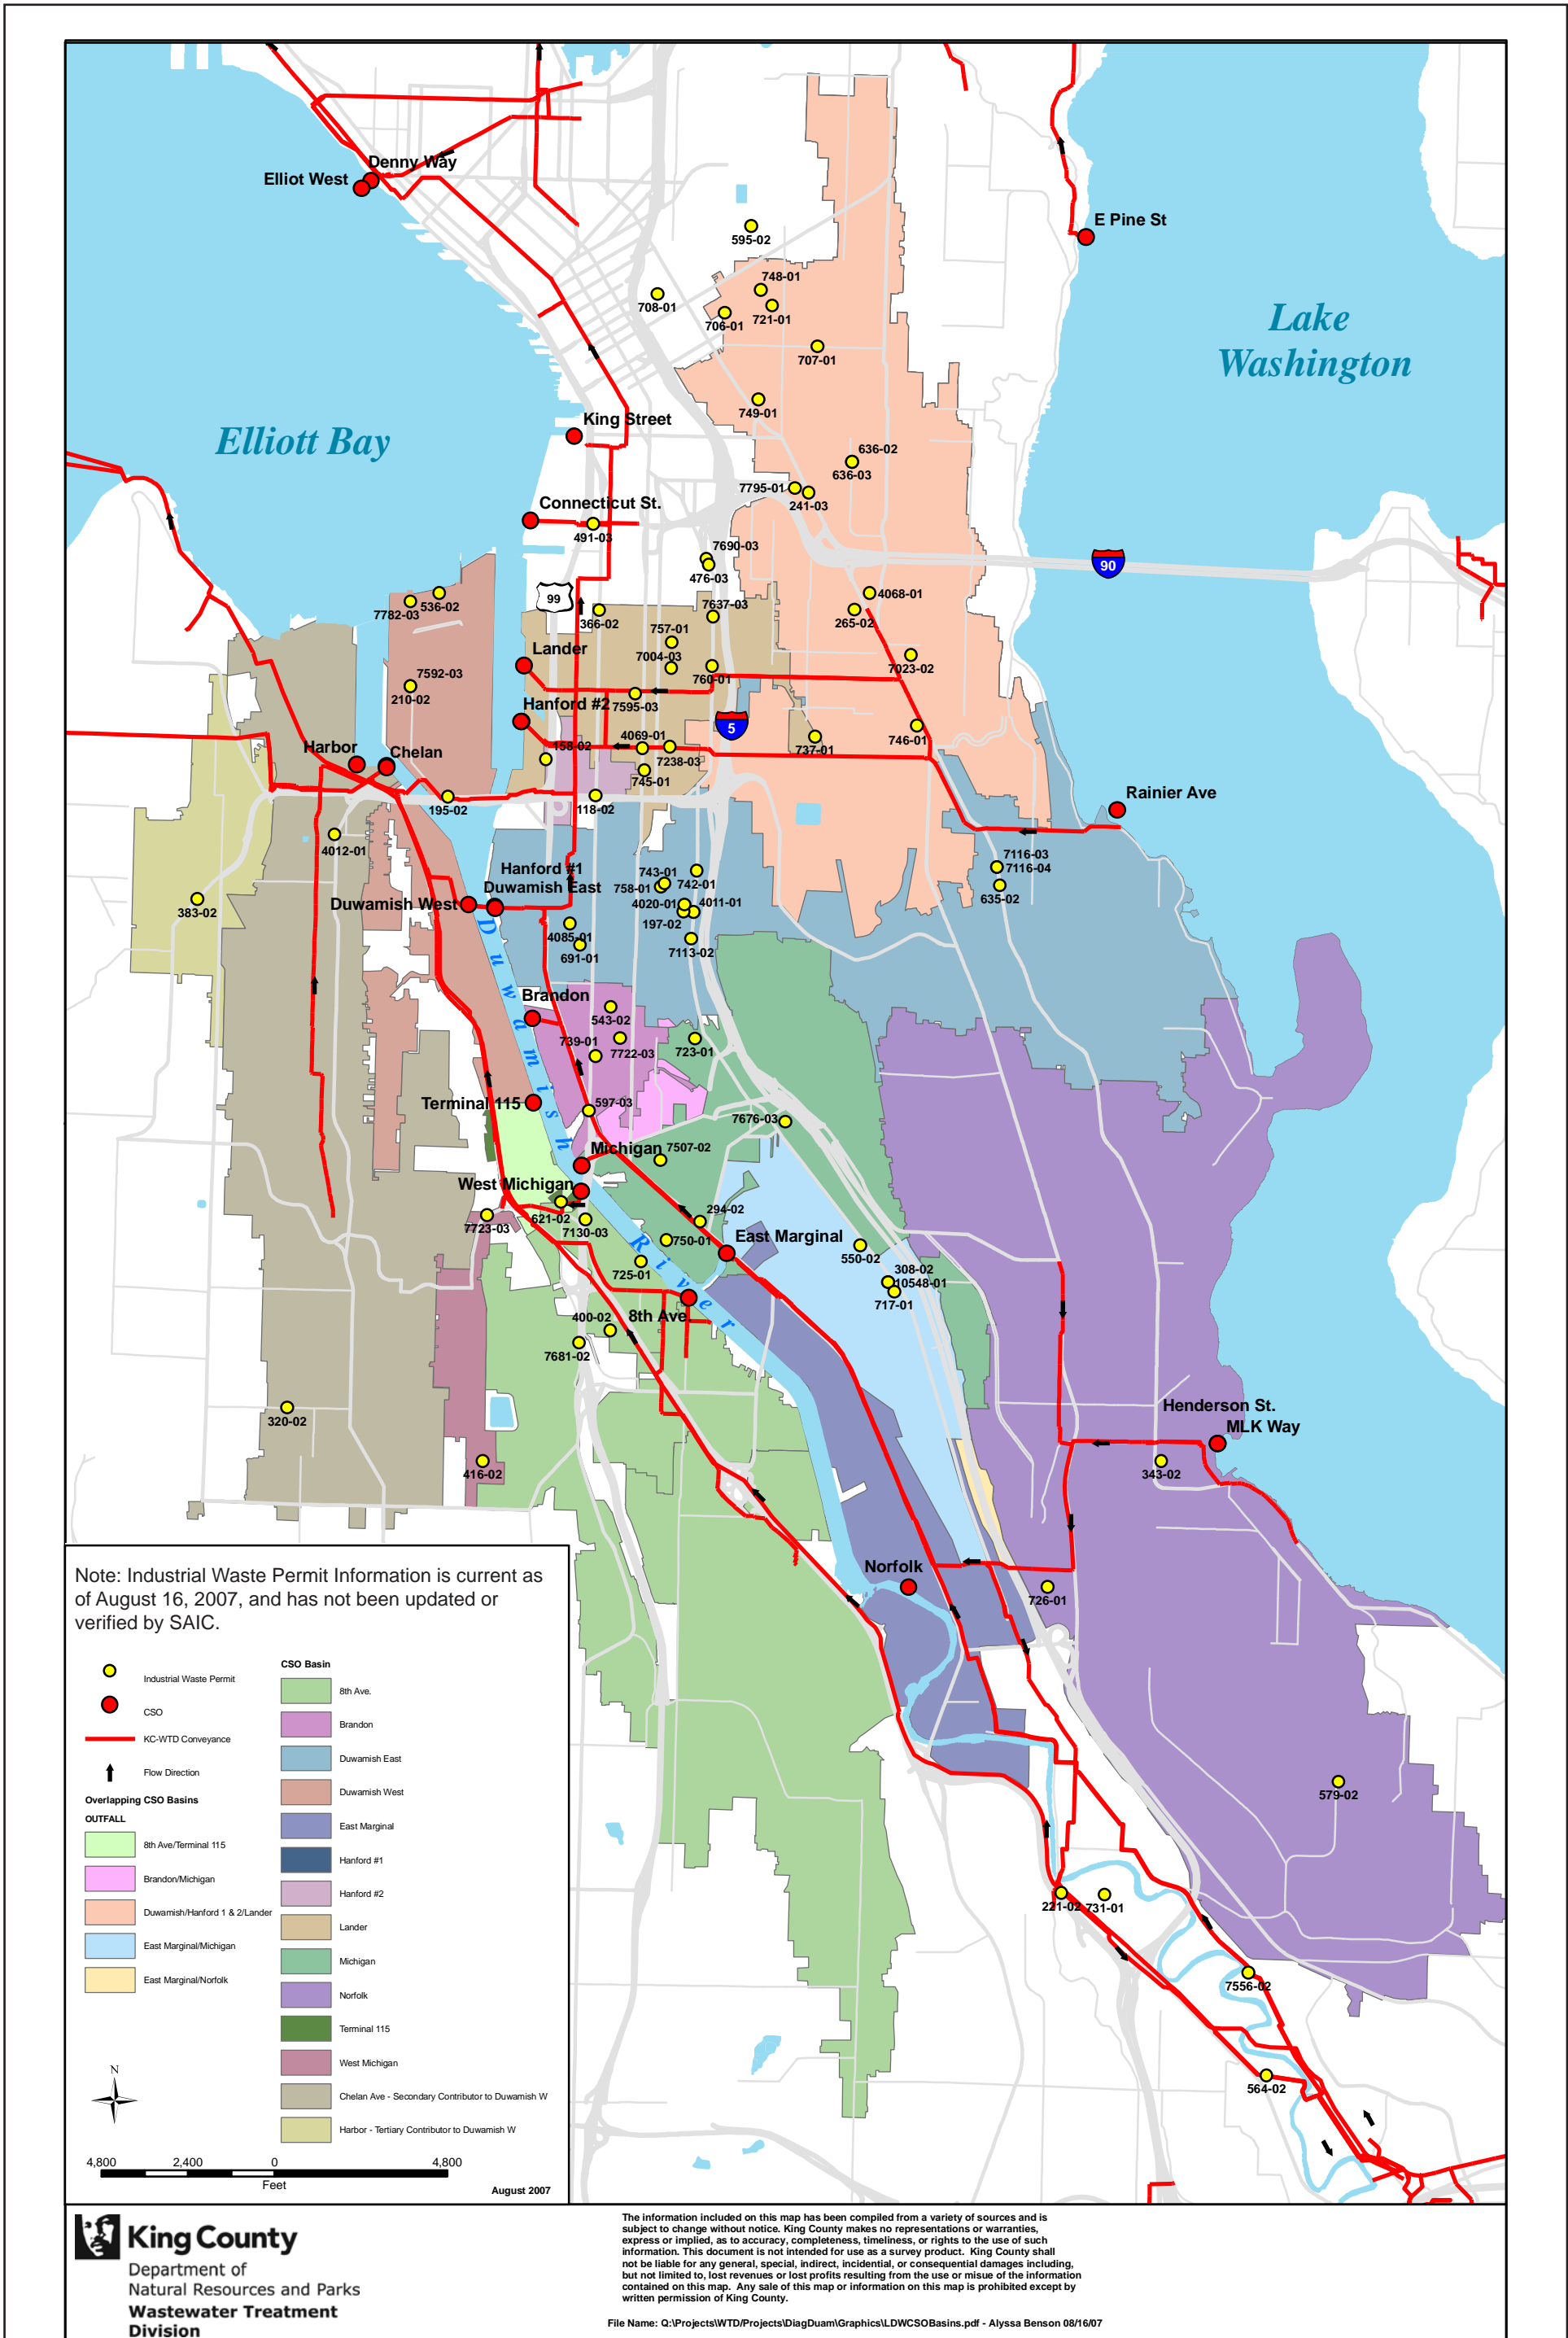 Denny Way
Elliot West
E Pine St
595-02
748-01
708-01
706-01
721-01
Lake
Washington
707-01
749-01
King Street
Elliott Bay
636-02
636-03
7795-01
241-03
Connecticut St.
491-03
7690-03
476-03
90
99
7782-03
536-02
366-02
7637-03
4068-01
265-02
757-01
Lander
7004-03
760-01
7023-02
7592-03
210-02
Hanford #2
7595-03
5
4069-01
737-01
746-01
Harbor
Chelan
158-02
7238-03
745-01
195-02
118-02
Rainier Ave
4012-01
Hanford #1
Duwamish East
743-01
758-01
742-01
7116-03
7116-04
635-02
383-02
Duwamish West
4020-01
4011-01
197-02
4085-01
691-01
7113-02
Duwamish
Brandon
543-02
739-01
7722-03
723-01
Terminal 115
597-03
7676-03
Michigan
7507-02
West Michigan
621-02
7130-03
7723-03
294-02
750-01
East Marginal
River
725-01
550-02
308-02
10548-01
717-01
8th Ave.
400-02
7681-02
320-02
416-02
Henderson St.
MLK Way
343-02
Norfolk
726-01
579-02
221-02
731-01
7556-02
564-02
Note: Industrial Waste Permit Information is current as
of August 16, 2007, and has not been updated or
verified by SAIC.
Industrial Waste Permit
CSO
KC-WTD Conveyance
Flow Direction
Overlapping CSO Basins
OUTFALL
8th Ave/Terminal 115
Brandon/Michigan
Duwamish/Hanford 1 & 2/Lander
East Marginal/Michigan
East Marginal/Norfolk
CSO Basin
8th Ave.
Brandon
Duwamish East
Duwamish West
East Marginal
Hanford #1
Hanford #2
Lander
Michigan
Norfolk
Terminal 115
West Michigan
Chelan Ave - Secondary Contributor to Duwamish W
Harbor - Tertiary Contributor to Duwamish W
N
4,800 2,400 0 4,800
Feet
August 2007
King County
Department of
Natural Resources and Parks
Wastewater Treatment
Division
The information included on this map has been compiled from a variety of sources and is
subject to change without notice. King County makes no representations or warranties,
express or implied, as to accuracy, completeness, timeliness, or rights to the use of such
information. This document is not intended for use as a survey product. King County shall
not be liable for any general, special, indirect, incidental, or consequential damages including,
but not limited to, lost revenues or lost profits resulting from the use or misue of the information
contained on this map. Any sale of this map or information on this map is prohibited except by
written permission of King County.
File Name: Q:\Projects\WTD/Projects\DiagDuam\Graphics\LDWCSOBasins.pdf - Alyssa Benson 08/16/07